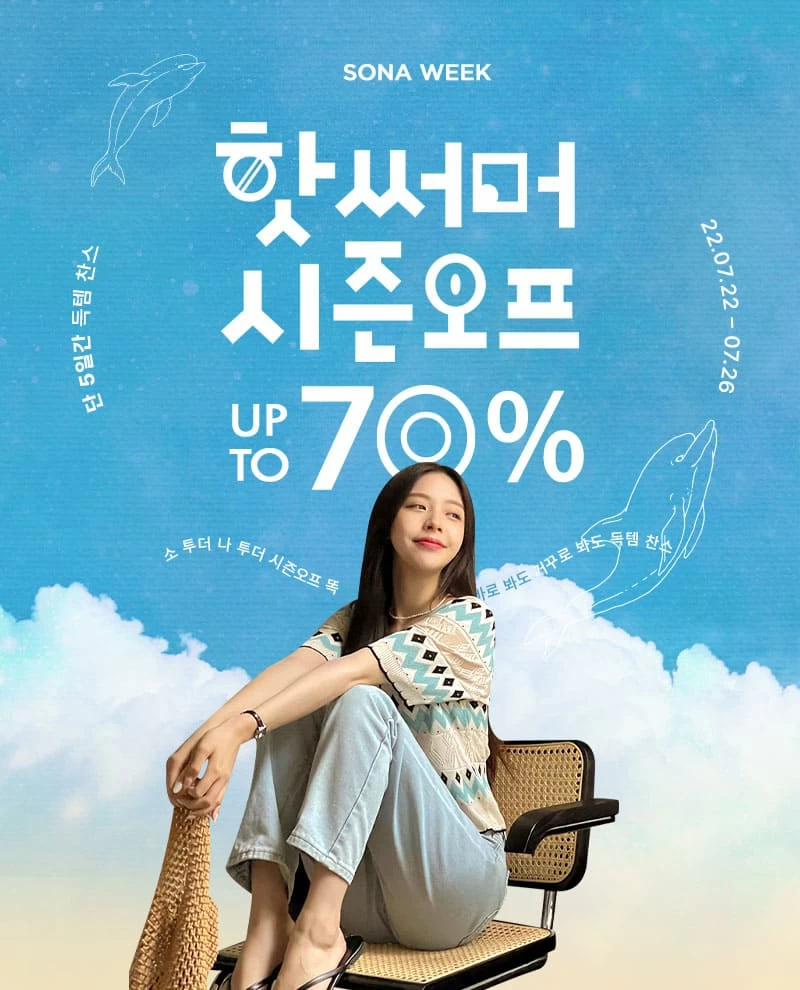 SONA WEEK
핫써머
시즌오프
UP TO 70%
단 5일간 득템 찬스
22.07.22 – 07.26
소 투더 나 투더 시즌오프 똑
로 봐도 꾸로 봐도 득템 찬스